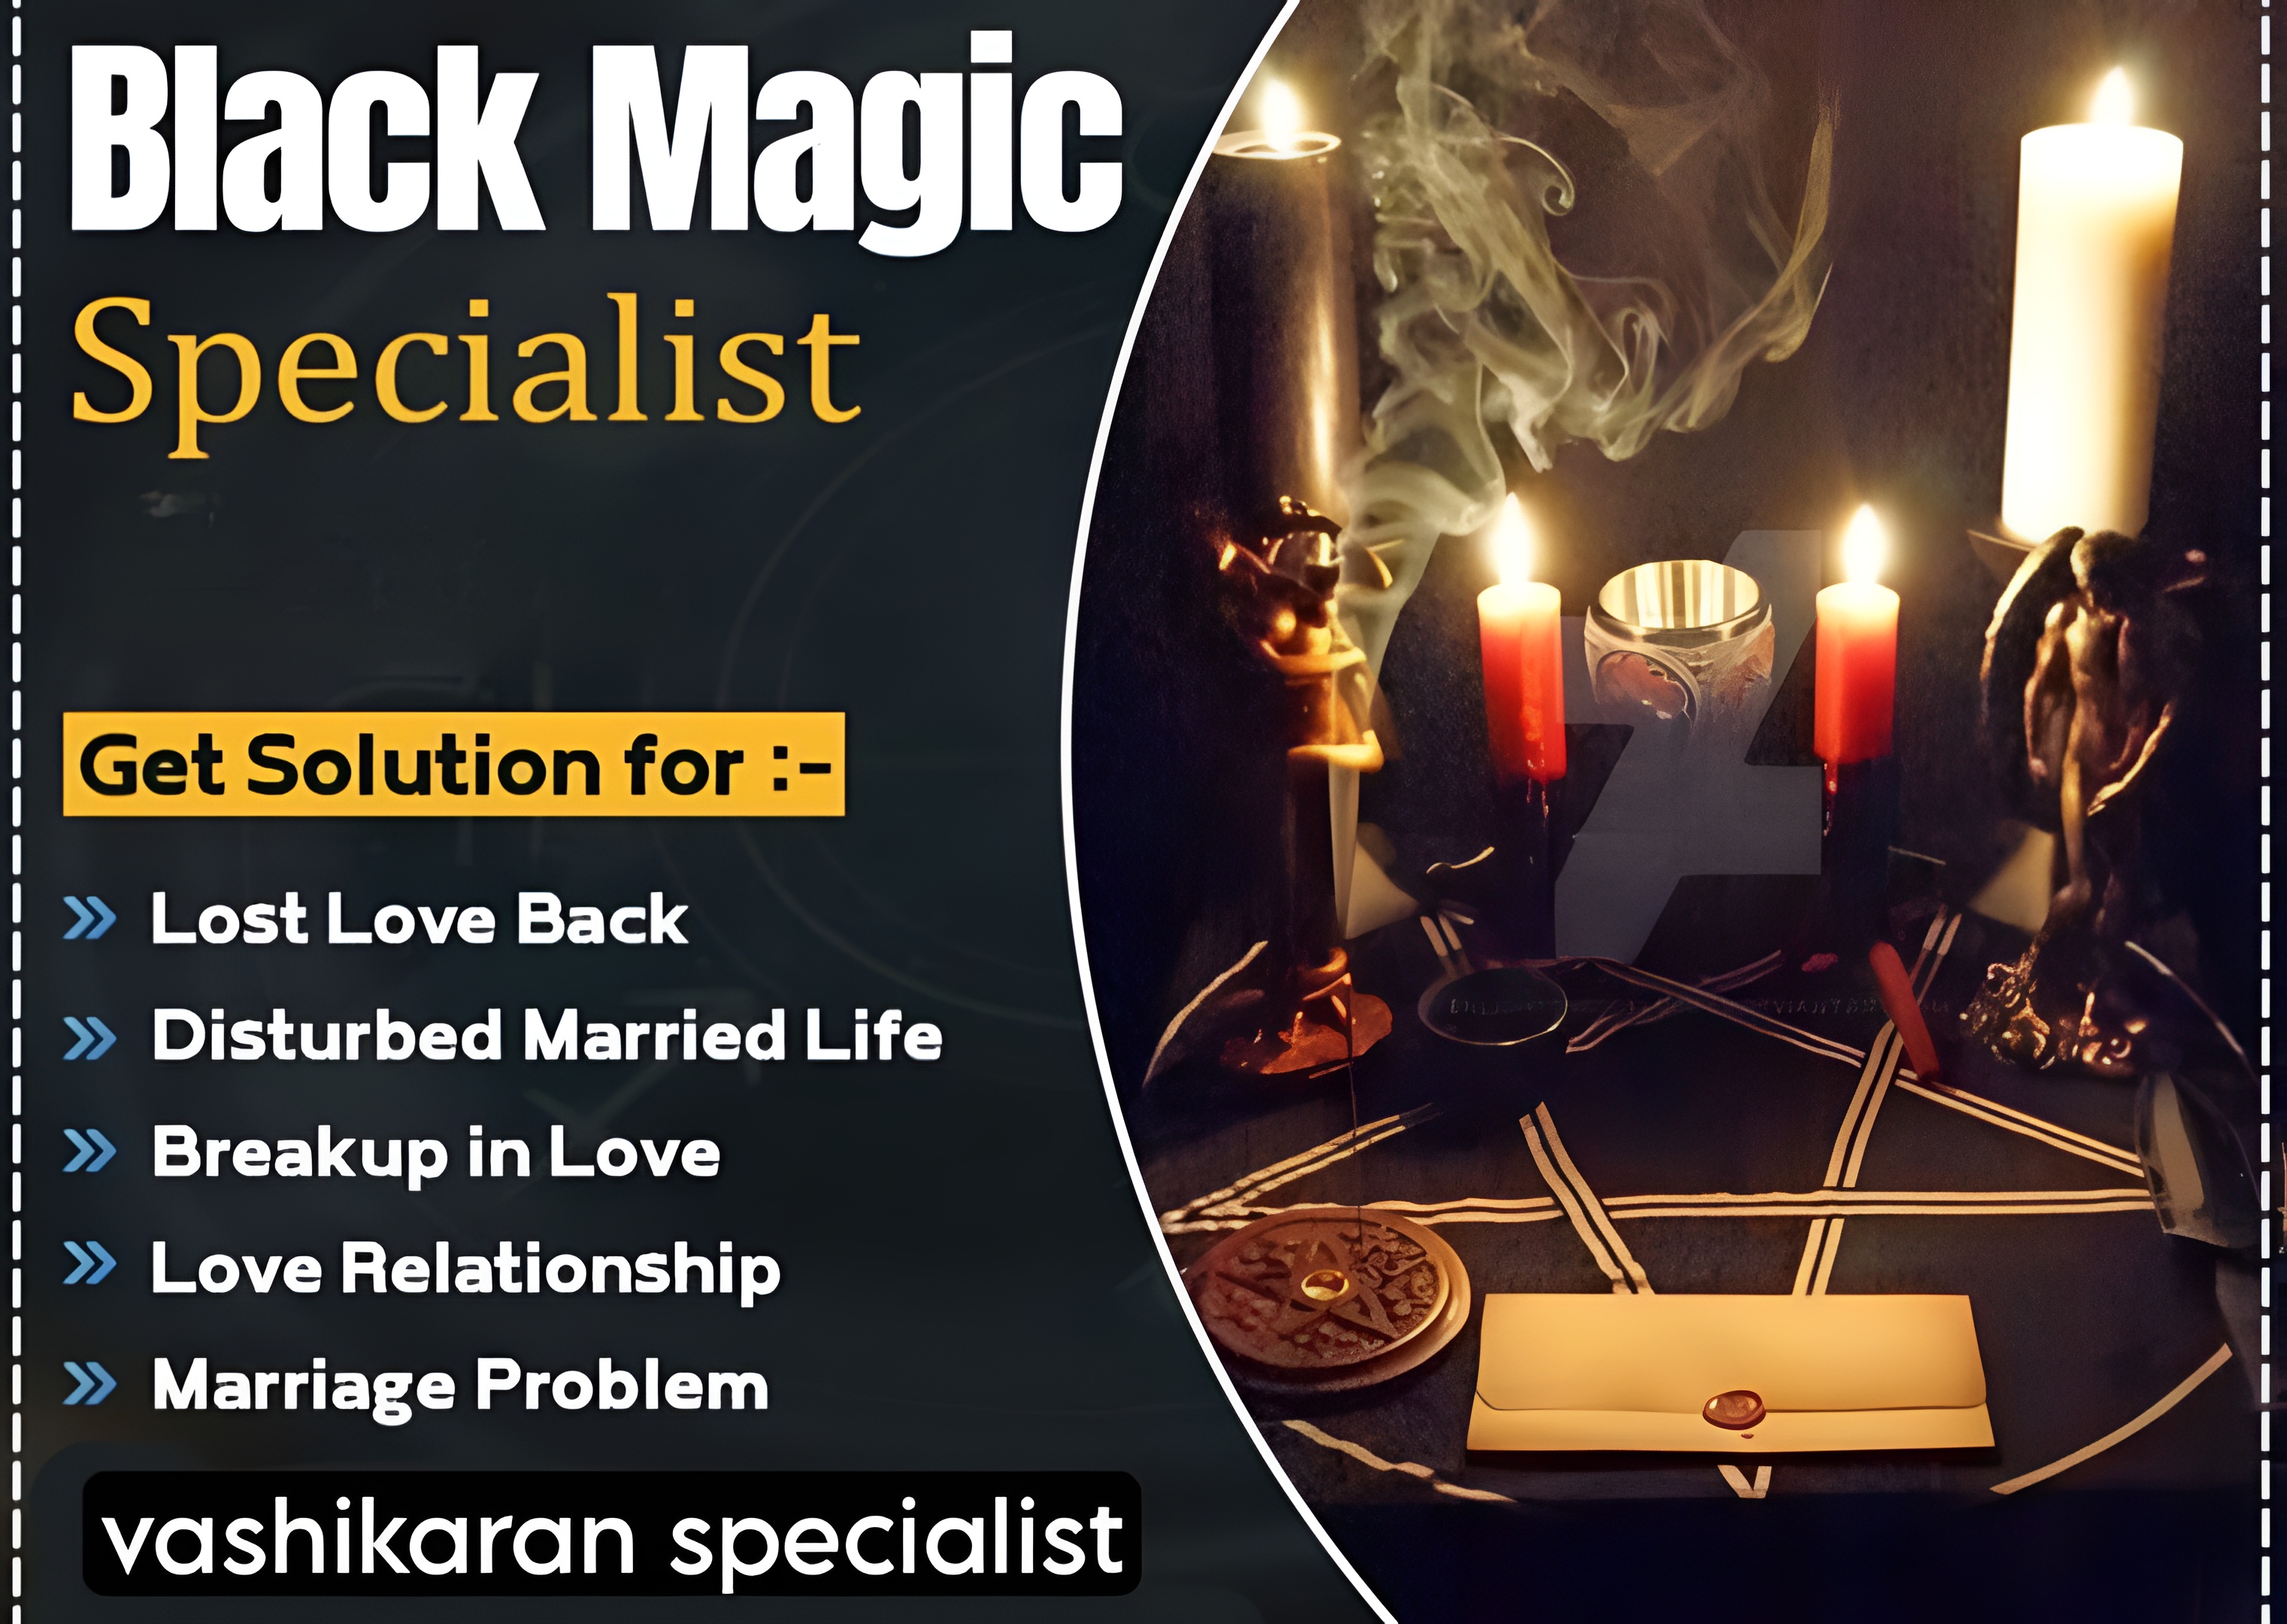 Black Magic
Specialist
Get Solution for :-
Lost Love Back
Disturbed Married Life
Breakup in Love
Love Relationship
Marriage Problem
vashikaran specialist